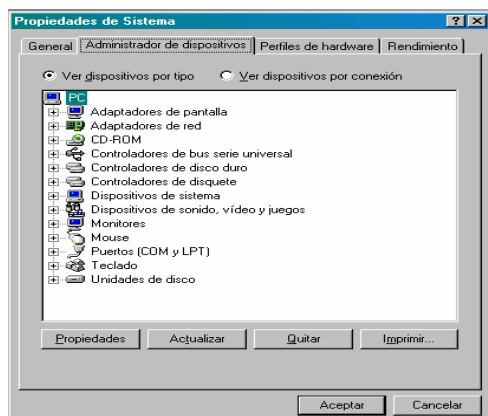 Propiedades de Sistema
General Administrador de dispositivos Perfiles de hardware Rendimiento
Ver dispositivos por tipo Ver dispositivos por conexión
PC
Adaptadores de pantalla
Adaptadores de red
CD-ROM
Controladores de bus serie universal
Controladores de disco duro
Controladores de disquete
Dispositivos de sistema
Dispositivos de sonido, vídeo y juegos
Monitores
Mouse
Puertos (COM y LPT)
Teclado
Unidades de disco
Propiedades Actualizar Quitar Imprimir...
Aceptar Cancelar